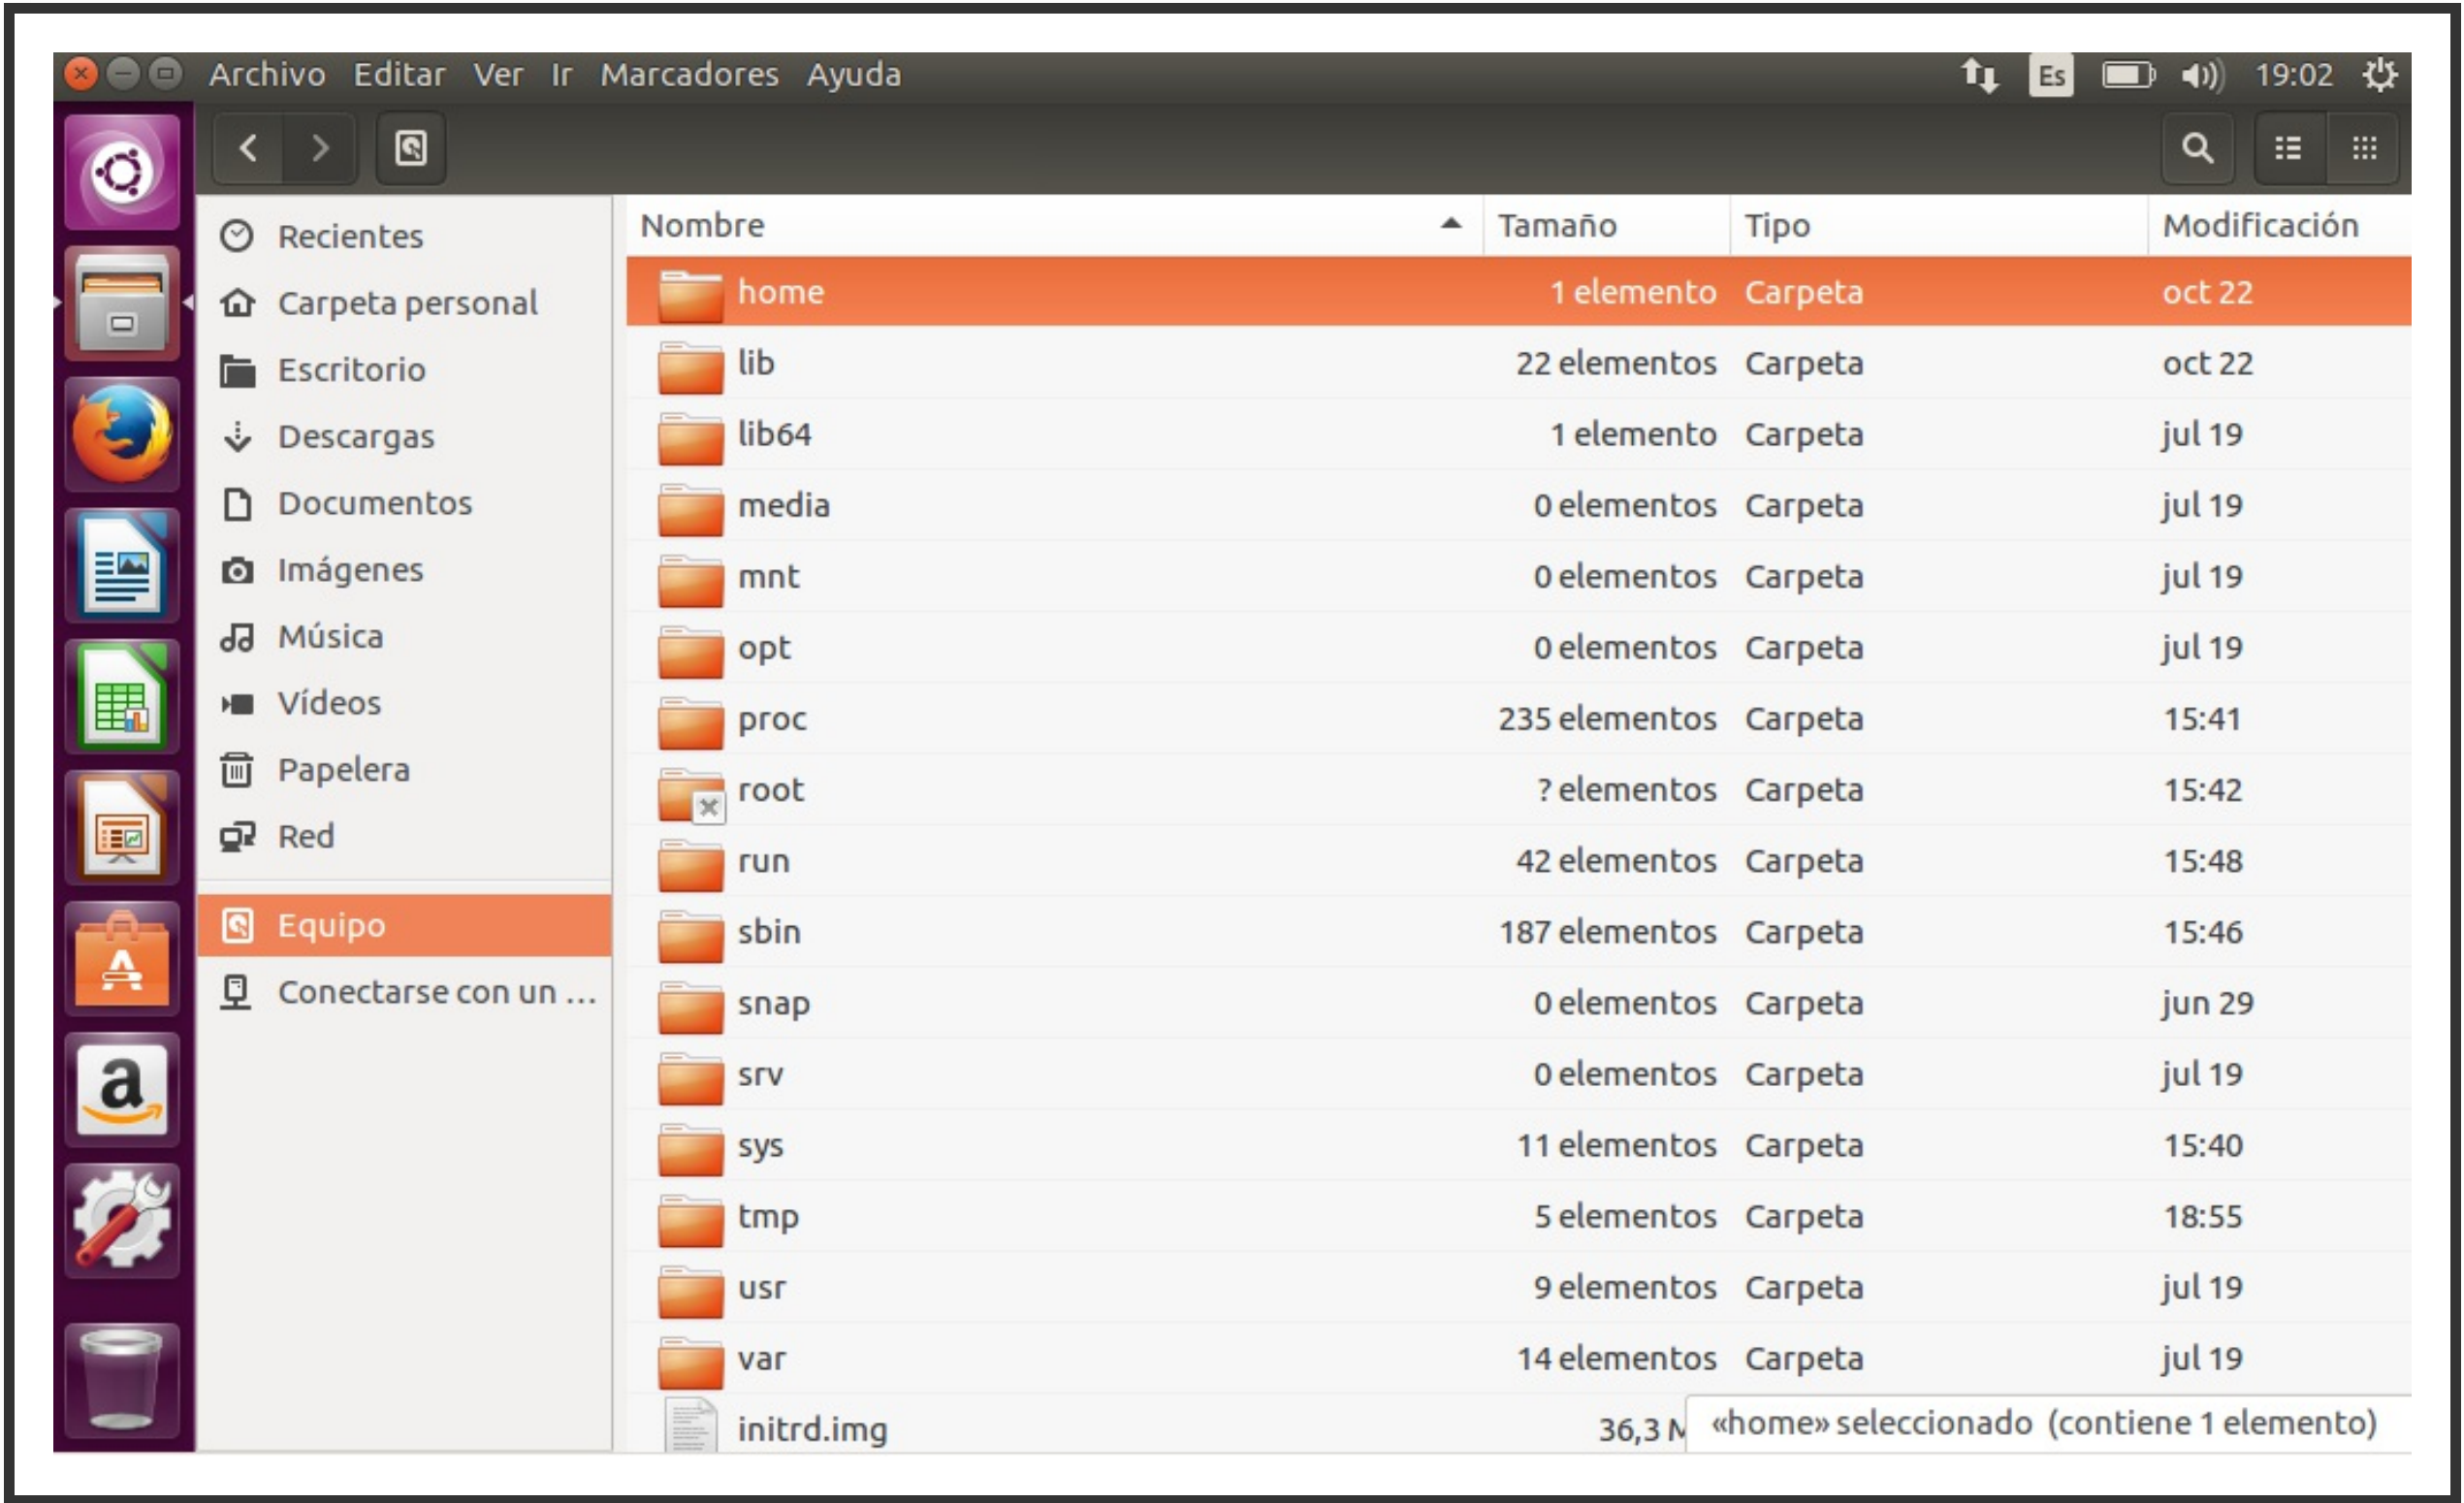 Archivo Editar Ver Ir Marcadores Ayuda Es 19:02
Recientes
Carpeta personal
Escritorio
Descargas
Documentos
Imágenes
Música
Vídeos
Papelera
Red
Equipo
Conectarse con un ...
Nombre Tamaño Tipo Modificación
home 1 elemento Carpeta oct 22
lib 22 elementos Carpeta oct 22
lib64 1 elemento Carpeta jul 19
media 0 elementos Carpeta jul 19
mnt 0 elementos Carpeta jul 19
opt 0 elementos Carpeta jul 19
proc 235 elementos Carpeta 15:41
root ? elementos Carpeta 15:42
run 42 elementos Carpeta 15:48
sbin 187 elementos Carpeta 15:46
snap 0 elementos Carpeta jun 29
srv 0 elementos Carpeta jul 19
sys 11 elementos Carpeta 15:40
tmp 5 elementos Carpeta 18:55
usr 9 elementos Carpeta jul 19
var 14 elementos Carpeta jul 19
initrd.img 36,3 M
«home» seleccionado (contiene 1 elemento)